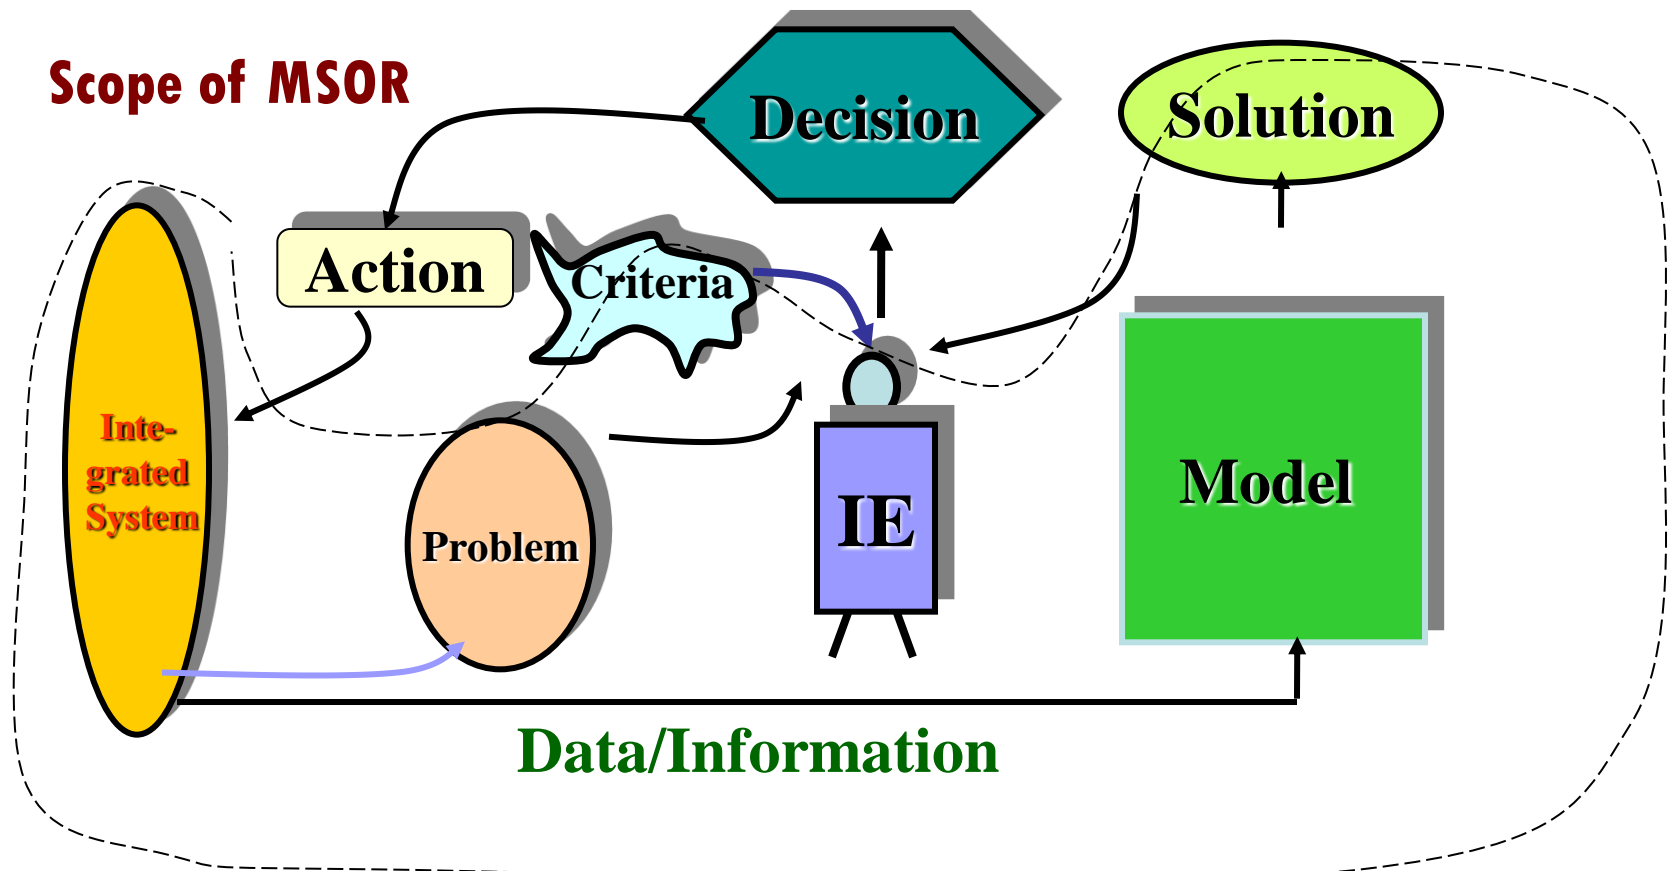 Scope of MSOR
Decision
Solution
Action
Criteria
Inte-
grated
System
Problem
IE
Model
Data/Information